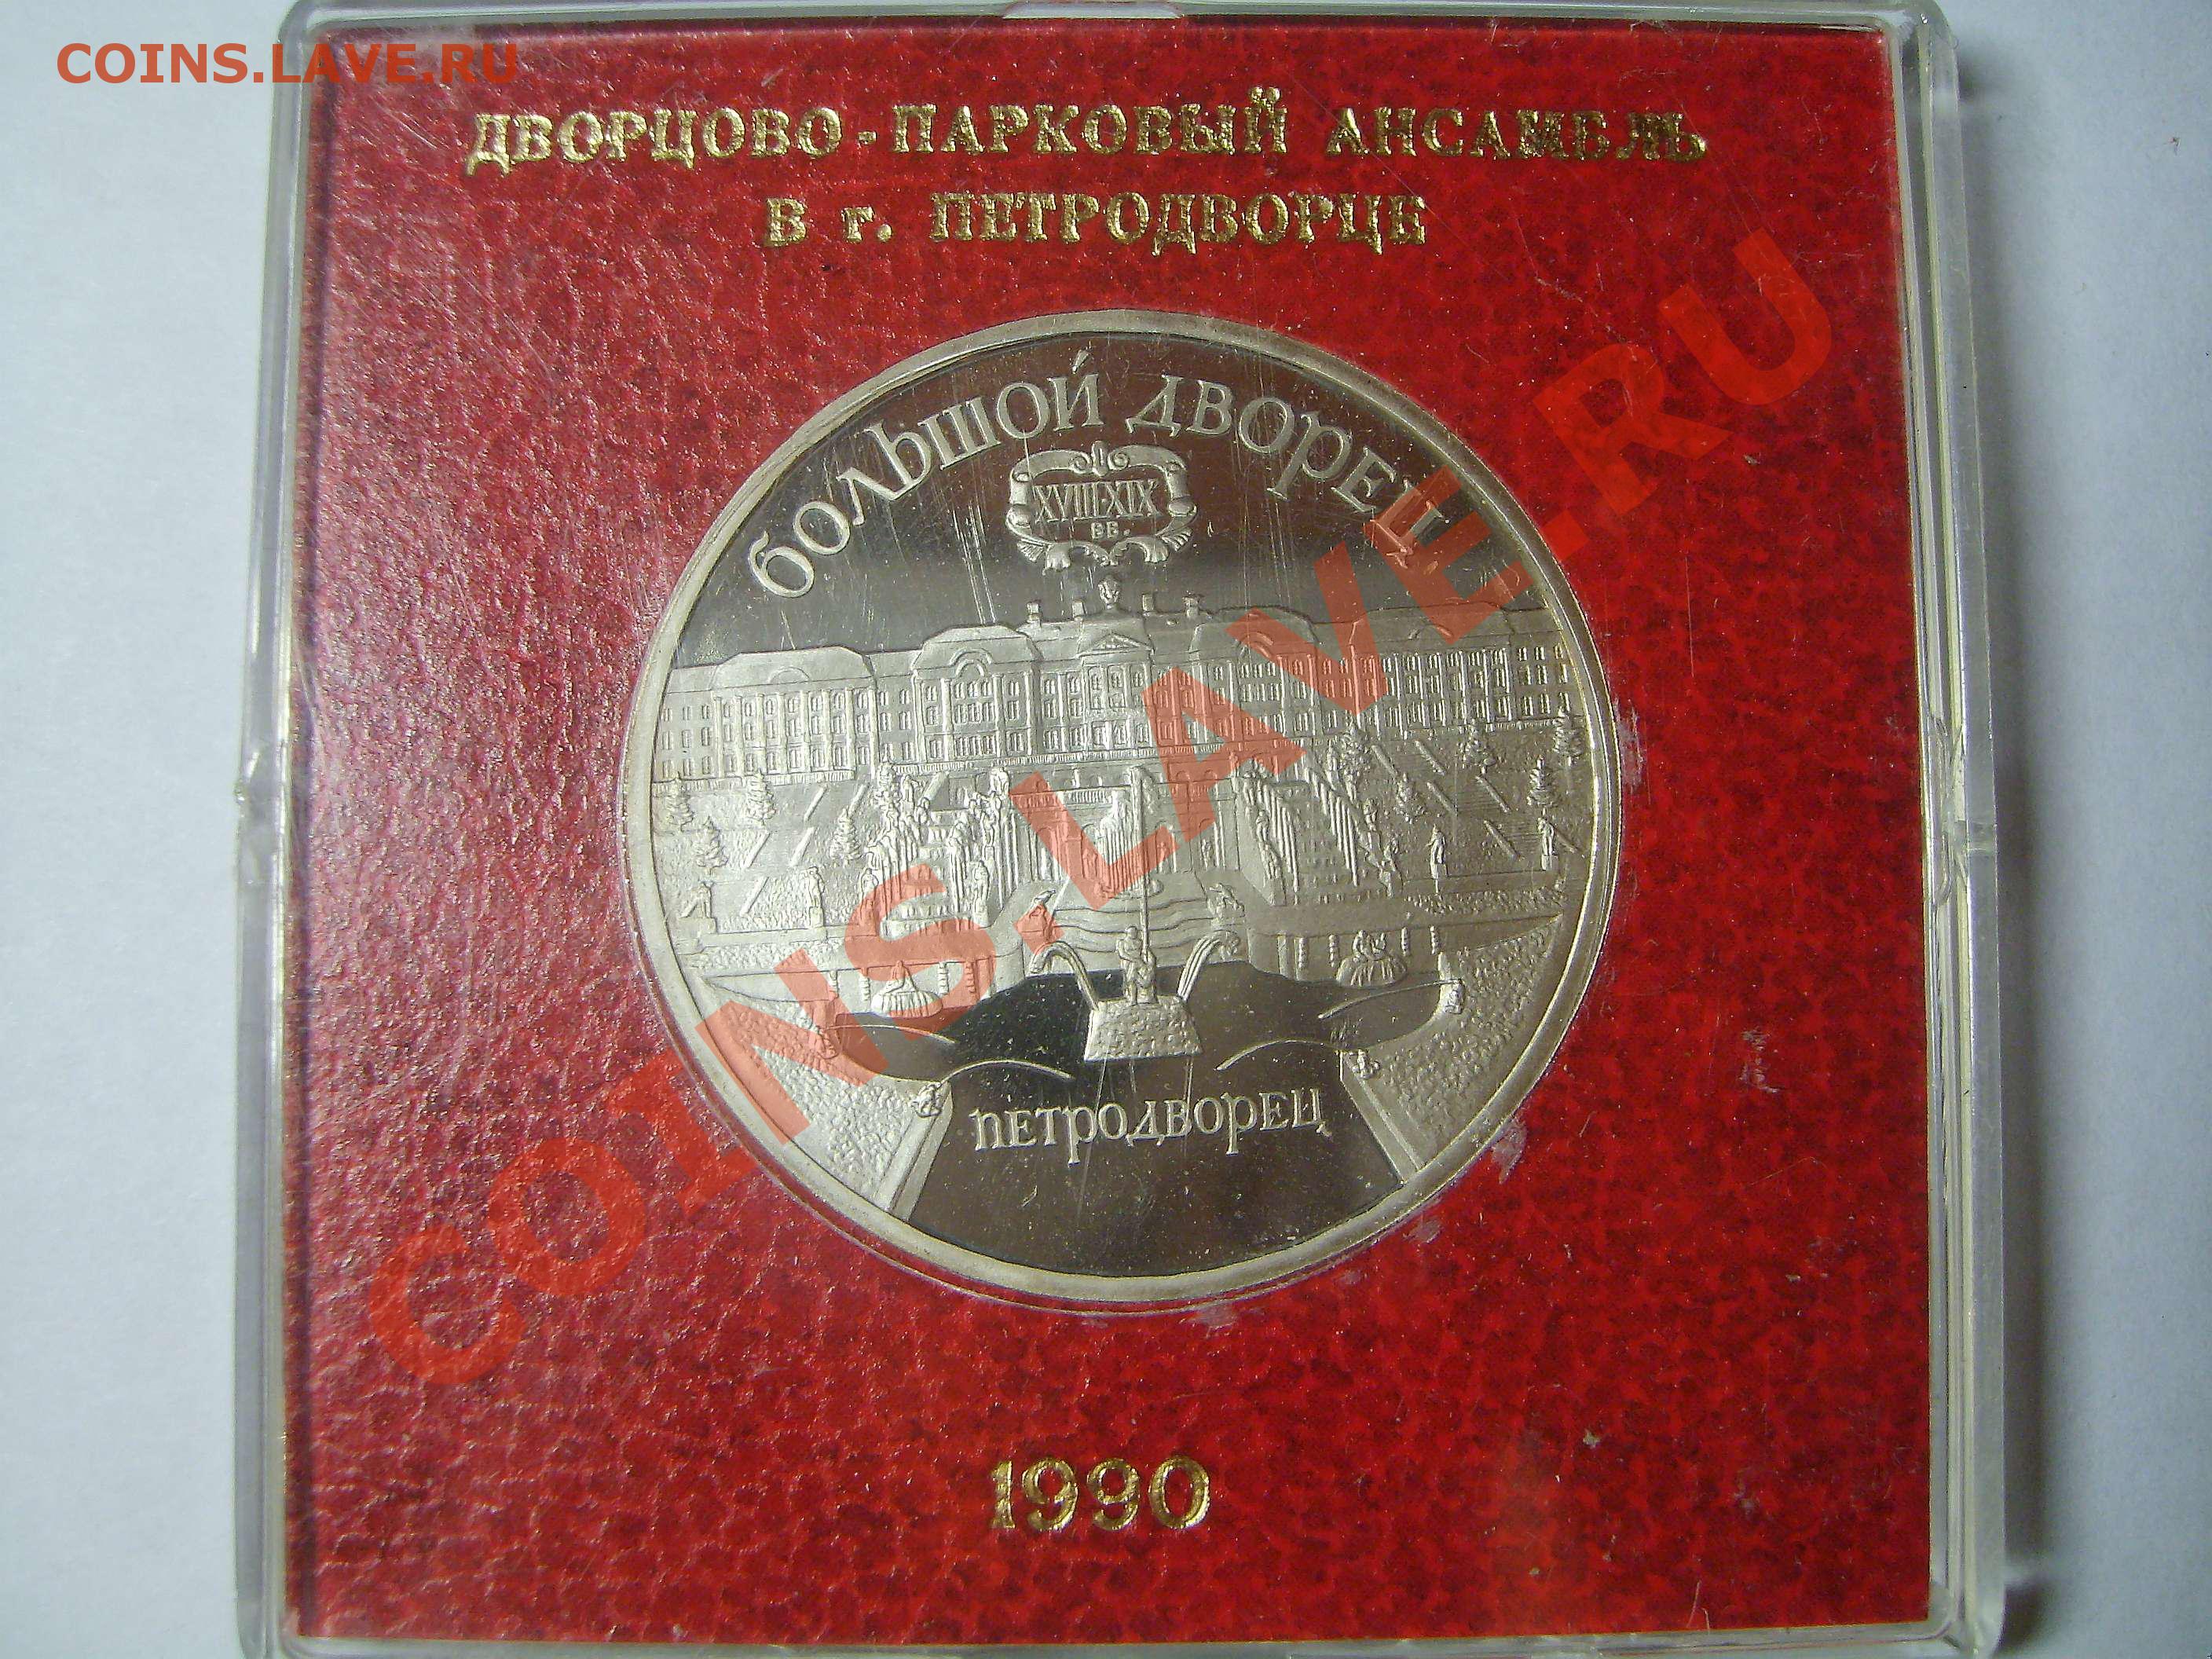 COINS.LAVE.RU
ДВОРЦОВО-ПАРКОВЫЙ АНСАМБЛЬ
В г. ПЕТРОДВОРЦЕ
БОЛЬШОЙ ДВОРЕЦ
XVIII-XIX
ВВ.
COINS.LAVE.RU
ПЕТРОДВОРЕЦ
1990